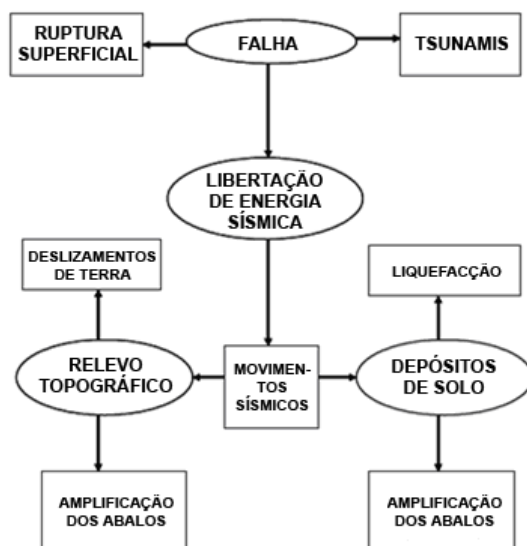 RUPTURA
SUPERFICIAL
FALHA
TSUNAMIS
LIBERTAÇÃO
DE ENERGIA
SÍSMICA
DESLIZAMENTOS
DE TERRA
LIQUEFACÇÃO
RELEVO
TOPOGRÁFICO
MOVIMEN-
TOS
SÍSMICOS
DEPÓSITOS
DE SOLO
AMPLIFICAÇÃO
DOS ABALOS
AMPLIFICAÇÃO
DOS ABALOS